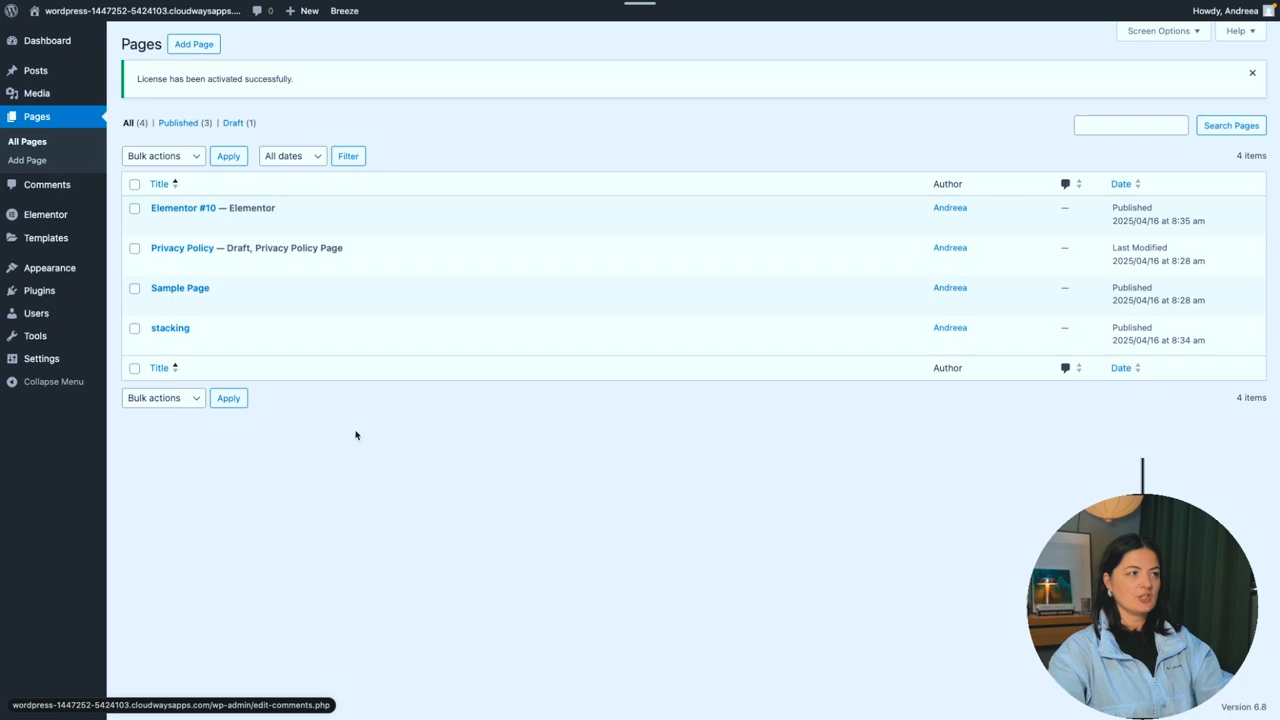 wordpress-1447252-5424103.cloudwaysapps.... 0 New Breeze Howdy, Andreea
Dashboard
Posts
Media
Pages
All Pages
Add Page
Comments
Elementor
Templates
Appearance
Plugins
Users
Tools
Settings
Collapse Menu
Pages Add Page Screen Options Help
License has been activated successfully.
All (4) | Published (3) | Draft (1) Search Pages
Bulk actions Apply All dates Filter 4 items
Title Author Date
Elementor #10 — Elementor Andreea — Published
2025/04/16 at 8:35 am
Privacy Policy — Draft, Privacy Policy Page Andreea — Last Modified
2025/04/16 at 8:28 am
Sample Page Andreea — Published
2025/04/16 at 8:28 am
stacking Andreea — Published
2025/04/16 at 8:34 am
Title Author Date
Bulk actions Apply 4 items
wordpress-1447252-5424103.cloudwaysapps.com/wp-admin/edit-comments.php
Version 6.8